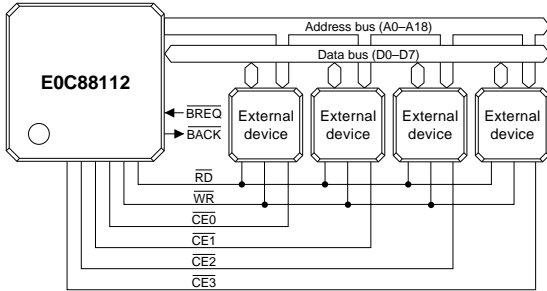 Address bus (A0–A18)
Data bus (D0–D7)
E0C88112
BREQ
BACK
External device
External device
External device
External device
RD
WR
CE0
CE1
CE2
CE3